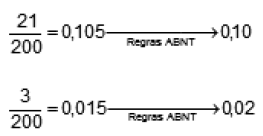 21/200 = 0,105 → Regras ABNT → 0,10
3/200 = 0,015 → Regras ABNT → 0,02